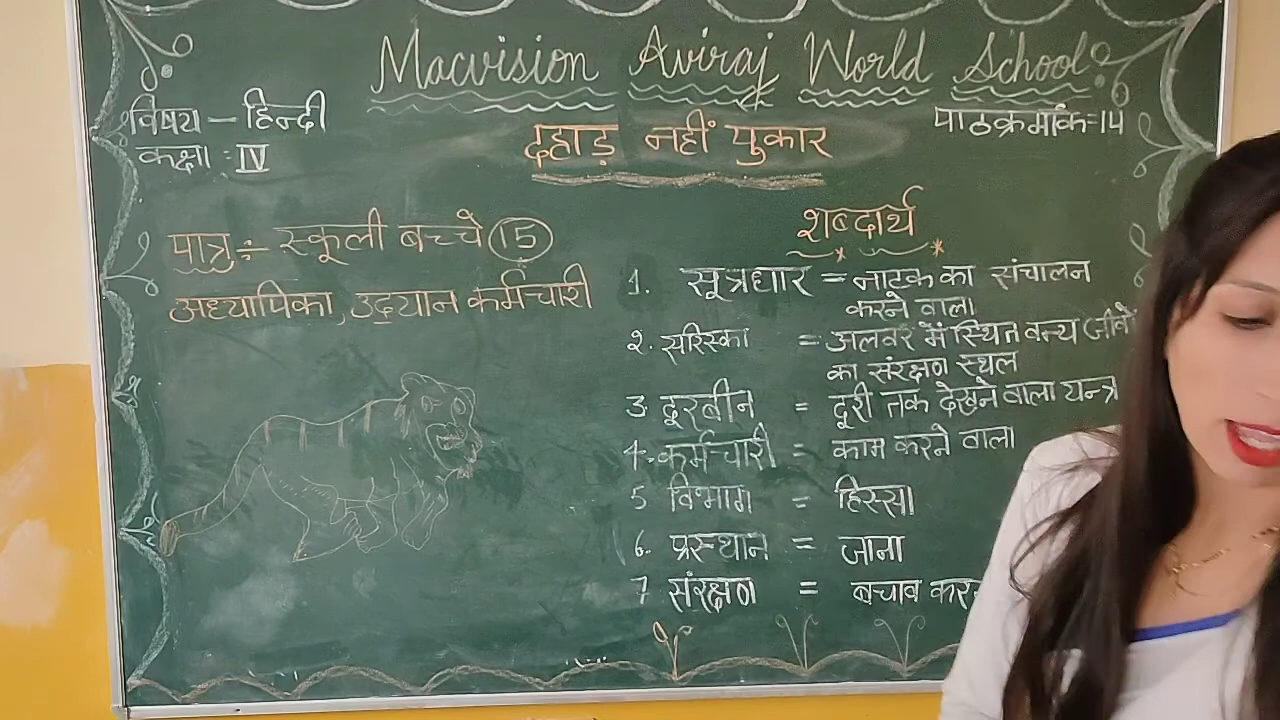 Macvision Aviraj World School
विषय - हिन्दी
कक्षा : IV
पाठक्रमांक:-14
दहाड़ नहीं पुकार
पात्र ÷ स्कूली बच्चे (15)
अध्यापिका, उद्यान कर्मचारी
शब्दार्थ
1. सूत्रधार = नाटक का संचालन
करने वाला
२. सरिस्का = अलवर में स्थित वन्य जीवों
का संरक्षण स्थल
3. दूरबीन = दूरी तक देखने वाला यन्त्र
4. कर्मचारी = काम करने वाला
5 विभाग = हिस्सा
6. प्रस्थान = जाना
7 संरक्षण = बचाव